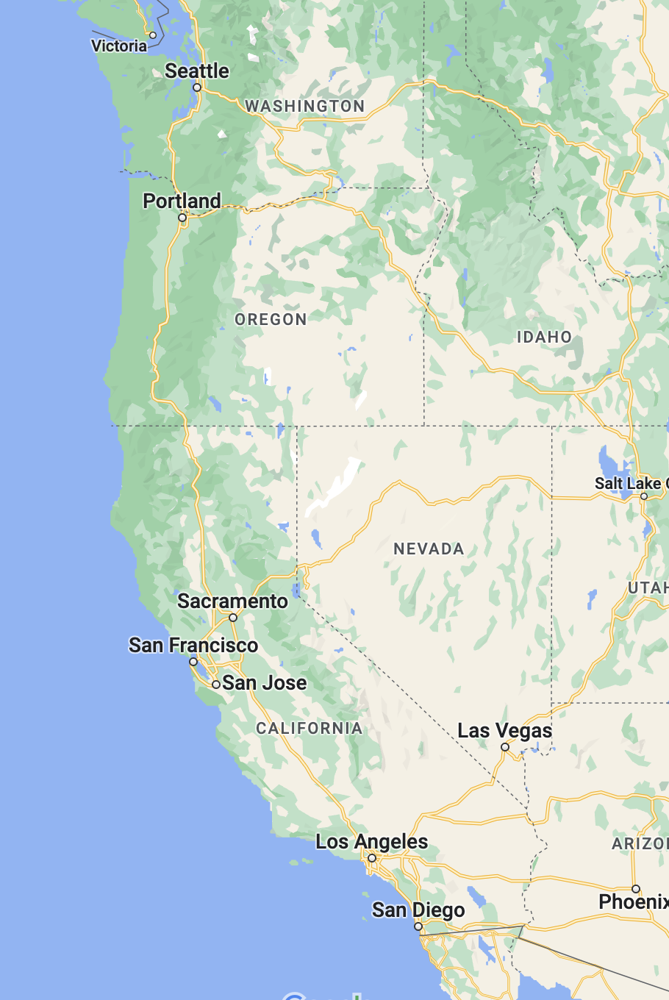 Victoria
Seattle
WASHINGTON
Portland
OREGON
IDAHO
Salt Lake C
NEVADA
UTAH
Sacramento
San Francisco
San Jose
CALIFORNIA
Las Vegas
Los Angeles
ARIZO
Phoenix
San Diego